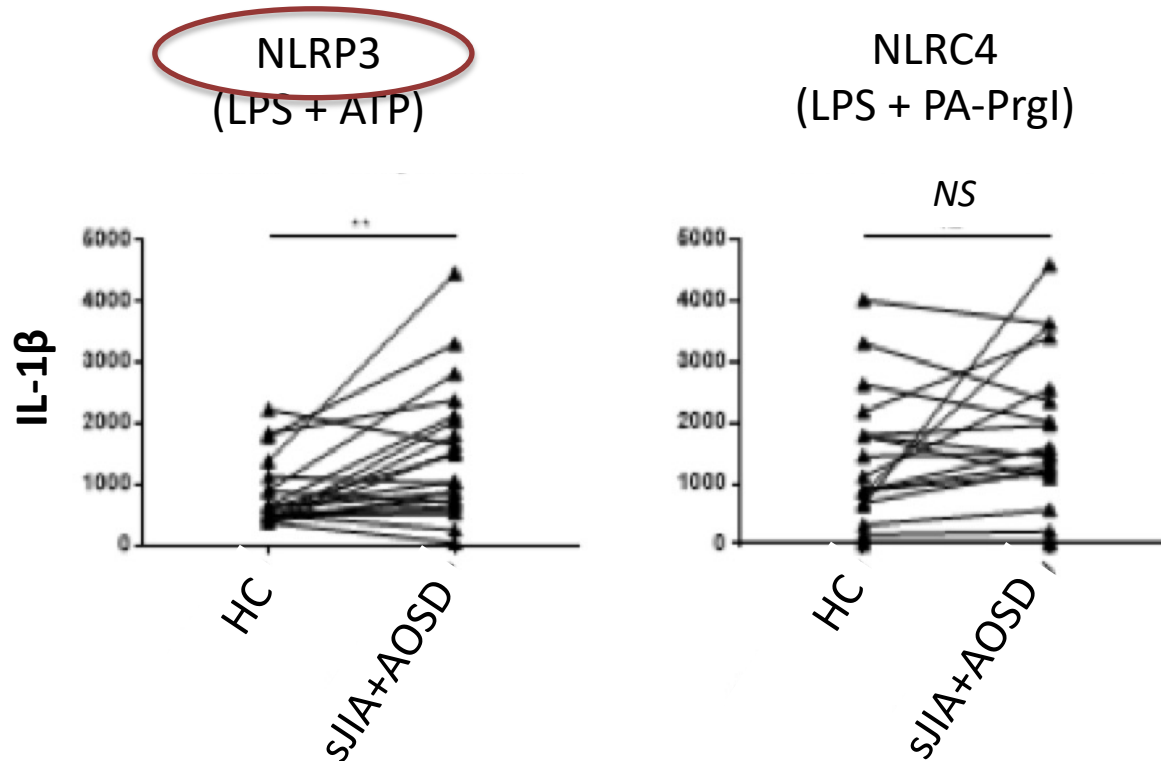 NLRP3
(LPS + ATP)
NLRC4
(LPS + PA-PrgI)
NS
**
IL-1β
5000
4000
3000
2000
1000
0
5000
4000
3000
2000
1000
0
HC
sJIA+AOSD
HC
sJIA+AOSD